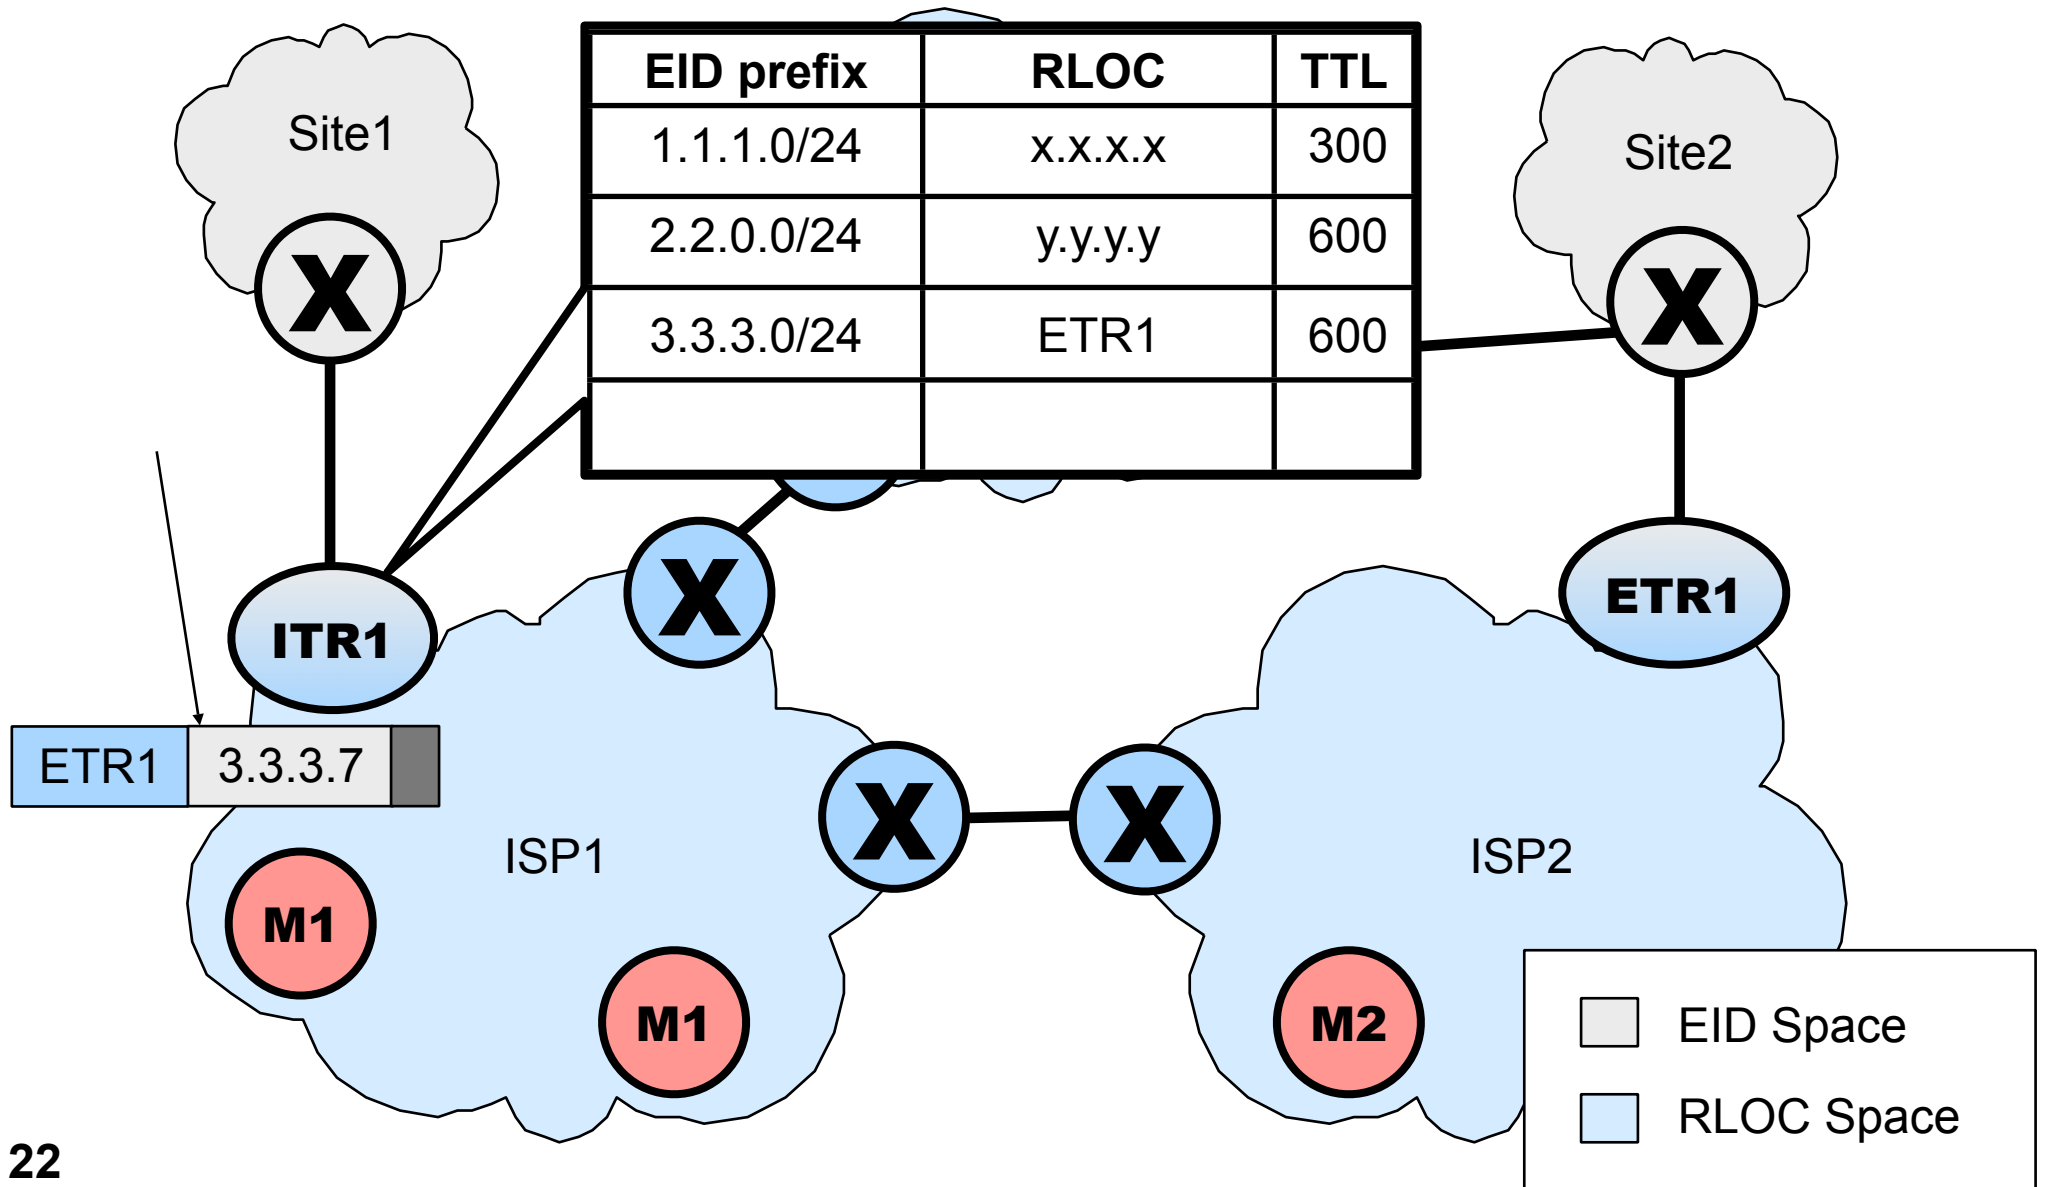 EID prefix RLOC TTL
1.1.1.0/24 x.x.x.x 300
2.2.0.0/24 y.y.y.y 600
3.3.3.0/24 ETR1 600
Site1
Site2
X
X
ITR1
X
ETR1
ETR1 3.3.3.7
X
X
ISP1
ISP2
M1
M1
M2
EID Space
RLOC Space
22